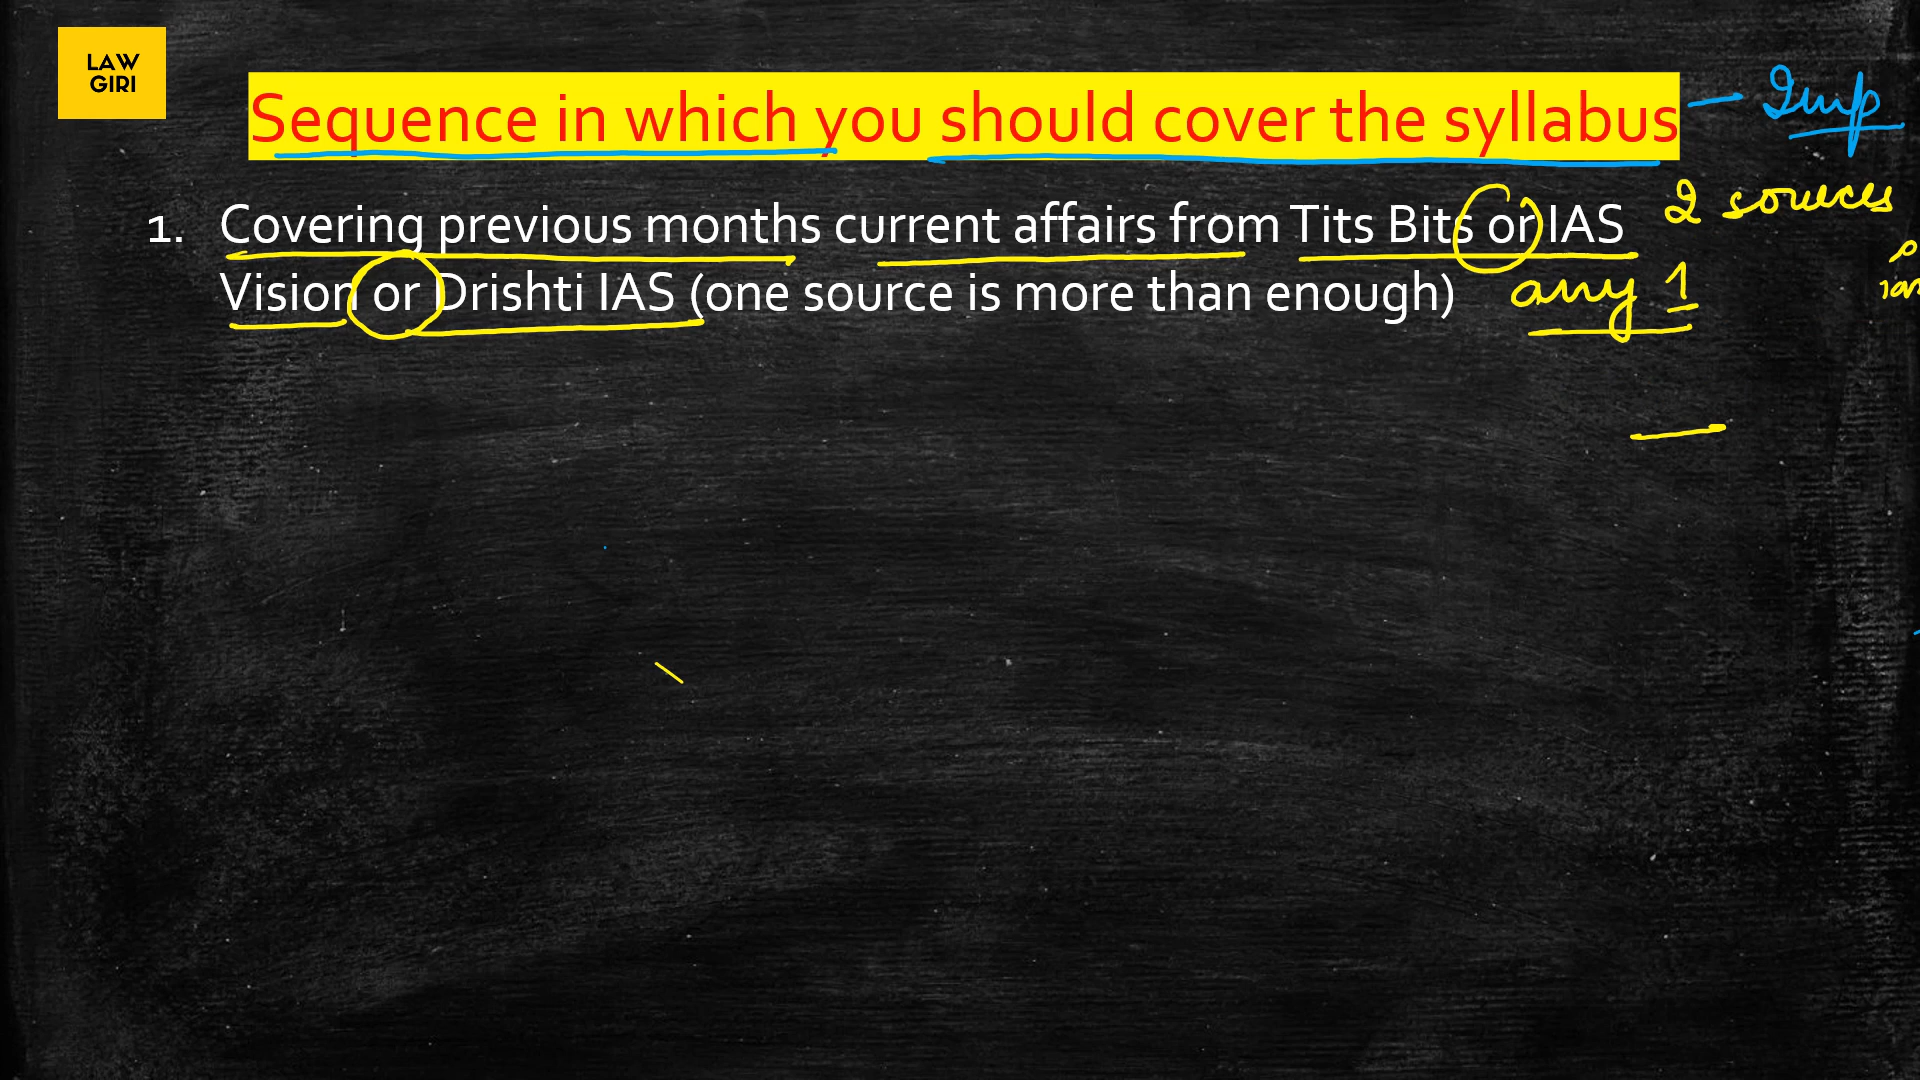 LAW
GIRI
Sequence in which you should cover the syllabus - Imp
1. Covering previous months current affairs from Tits Bits or IAS 2 sources
Vision or Drishti IAS (one source is more than enough) any 1